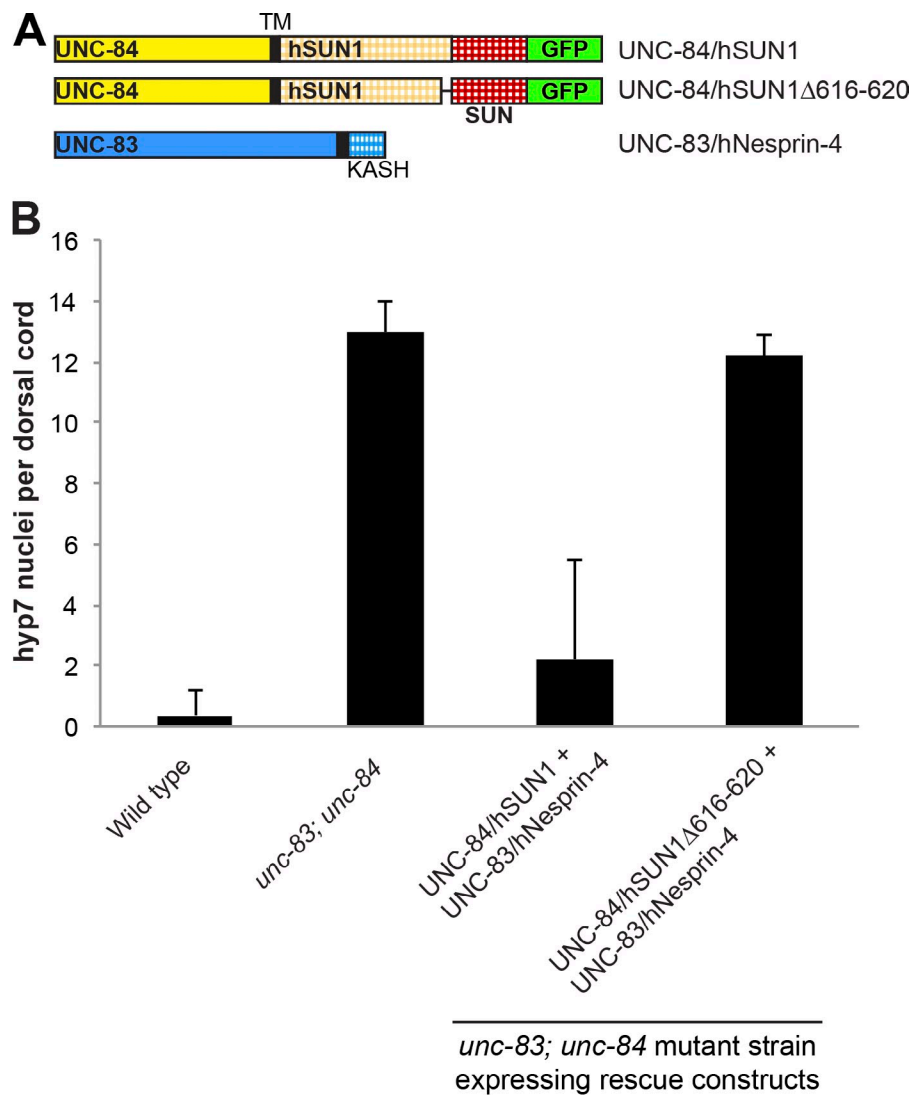 A
TM
UNC-84 hSUN1 GFP UNC-84/hSUN1
UNC-84 hSUN1 GFP UNC-84/hSUN1Δ616-620
SUN
UNC-83 UNC-83/hNesprin-4
KASH
B
hyp7 nuclei per dorsal cord
16
14
12
10
8
6
4
2
0
Wild type
unc-83; unc-84
UNC-84/hSUN1 +
UNC-83/hNesprin-4
UNC-84/hSUN1Δ616-620 +
UNC-83/hNesprin-4
unc-83; unc-84 mutant strain
expressing rescue constructs